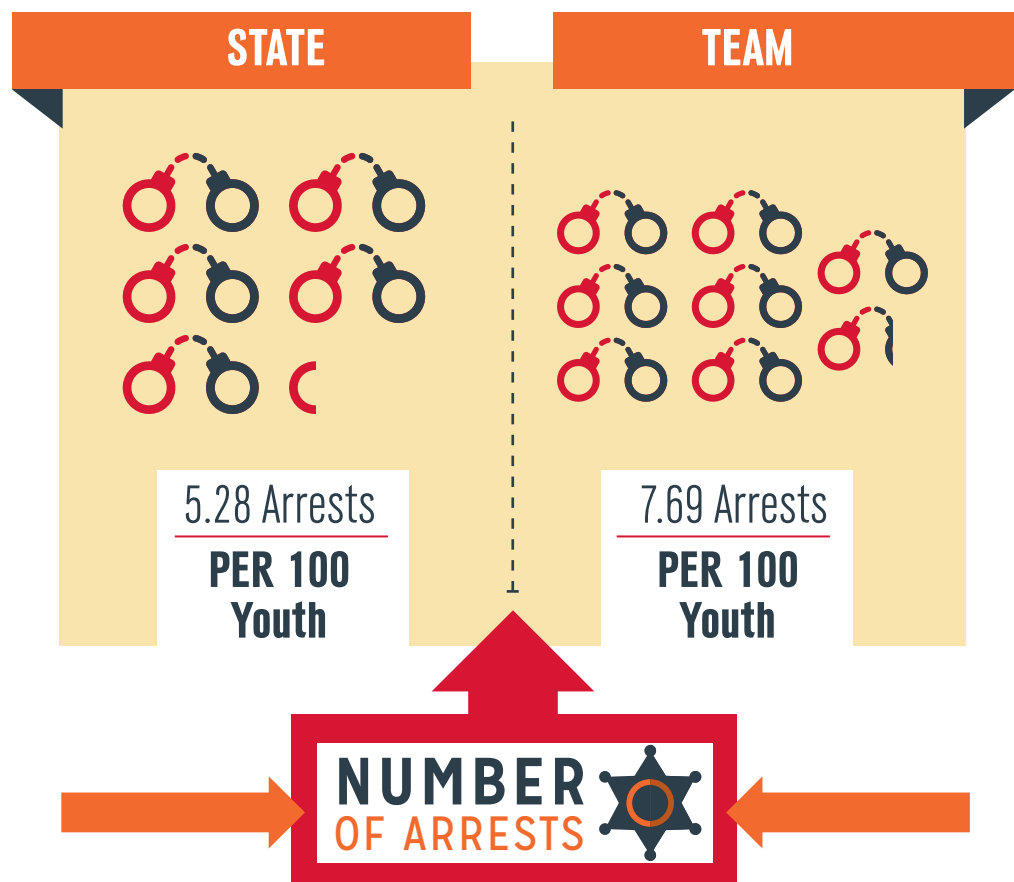 STATE
TEAM
5.28 Arrests
PER 100
Youth
7.69 Arrests
PER 100
Youth
NUMBER
OF ARRESTS